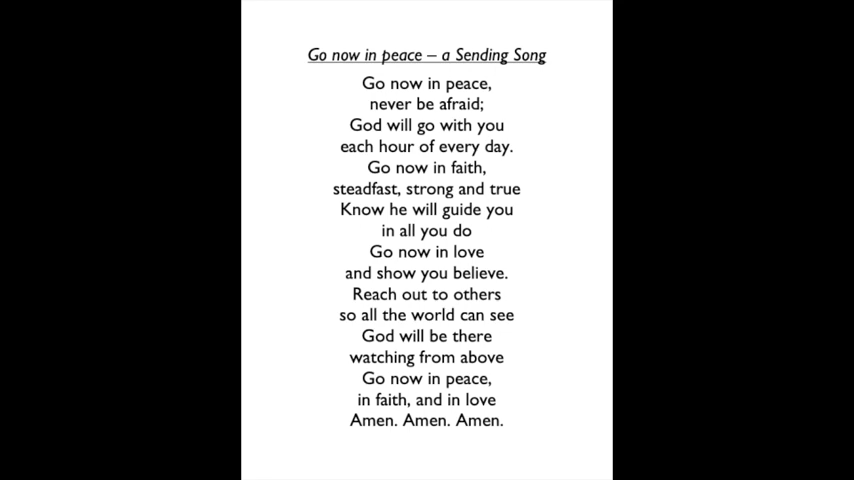 Go now in peace – a Sending Song
Go now in peace,
never be afraid;
God will go with you
each hour of every day.
Go now in faith,
steadfast, strong and true
Know he will guide you
in all you do
Go now in love
and show you believe.
Reach out to others
so all the world can see
God will be there
watching from above
Go now in peace,
in faith, and in love
Amen. Amen. Amen.